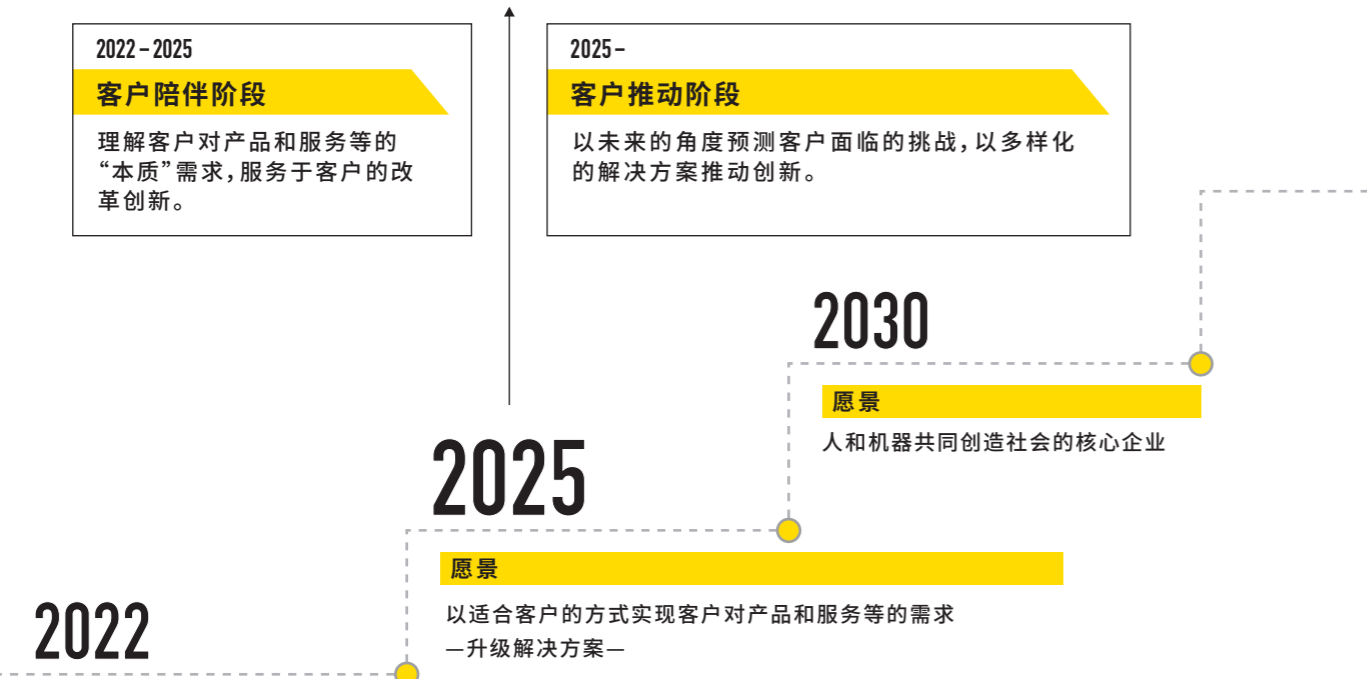 2022–2025
客户陪伴阶段
理解客户对产品和服务等的
“本质”需求，服务于客户的改
革创新。
2025–
客户推动阶段
以未来的角度预测客户面临的挑战，以多样化
的解决方案推动创新。
2030
愿景
人和机器共同创造社会的核心企业
2025
愿景
以适合客户的方式实现客户对产品和服务等的需求
—升级解决方案—
2022